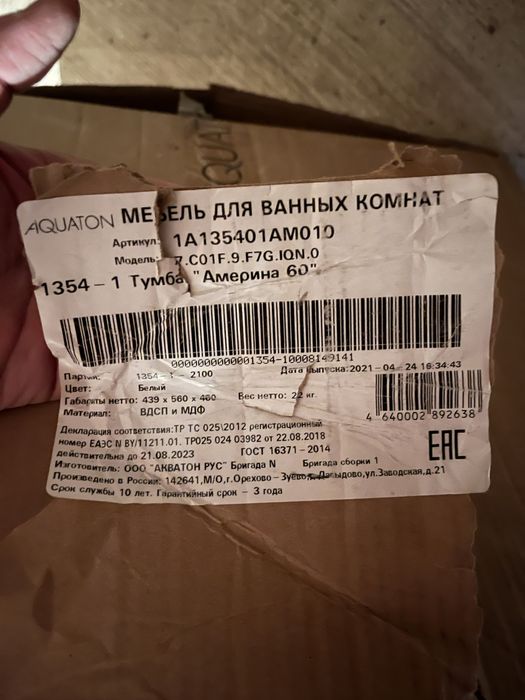 AQUATON
AQUATON МЕБЕЛЬ ДЛЯ ВАННЫХ КОМНАТ
Артикул: 1A135401AM010
Модель: .C01F.9.F7G.IQN.0
1354-1 Тумба "Америна 60"
0000000000001354-10008149141
Партия: 1354-1-2100 Дата выпуска: 2021-04-24 16:34:43
Цвет: Белый
Габариты нетто: 439 x 560 x 460 Вес нетто: 22 кг.
Материал: ВДСП и МДФ
4 640002 892638
Декларация соответствия: ТР ТС 025\2012 регистрационный
номер ЕАЭС N BY/11211.01. ТР025 024 03982 от 22.08.2018
действительна до 21.08.2023 ГОСТ 16371-2014
EAC
Изготовитель: ООО "АКВАТОН РУС" Бригада N Бригада сборки 1
Произведено в России: 142641,М/О,г.Орехово-Зуево,д.Давыдово,ул.Заводская,д.21
Срок службы 10 лет. Гарантийный срок - 3 года